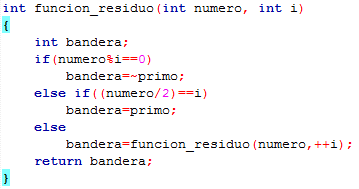 int funcion_residuo(int numero, int i)
{
int bandera;
if(numero%i==0)
bandera=~primo;
else if((numero/2)==i)
bandera=primo;
else
bandera=funcion_residuo(numero,++i);
return bandera;
}